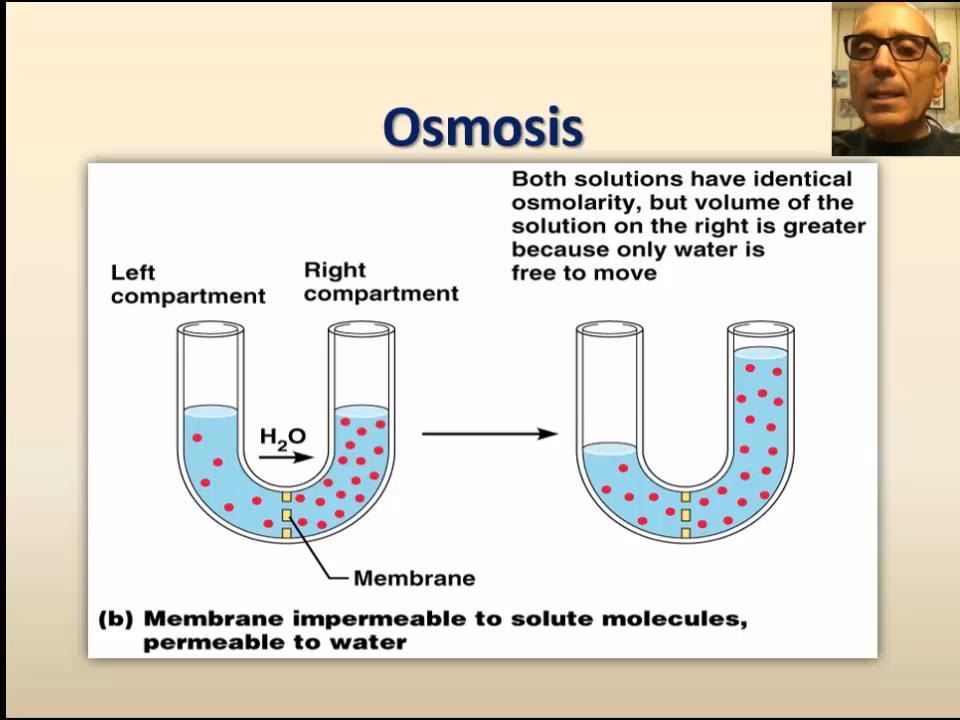 Osmosis
Both solutions have identical
osmolarity, but volume of the
solution on the right is greater
because only water is
free to move
Left
compartment
Right
compartment
H₂O
Membrane
(b) Membrane impermeable to solute molecules,
permeable to water